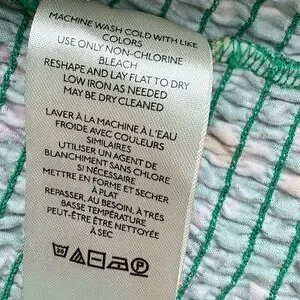 MACHINE WASH COLD WITH LIKE
COLORS
USE ONLY NON-CHLORINE
BLEACH
RESHAPE AND LAY FLAT TO DRY
LOW IRON AS NEEDED
MAY BE DRY CLEANED
LAVER À LA MACHINE À L'EAU
FROIDE AVEC COULEURS
SIMILAIRES
UTILISER UN AGENT DE
BLANCHIMENT SANS CHLORE
SI NÉCESSAIRE
METTRE EN FORME ET SECHER
À PLAT
REPASSER, AU BESOIN, À TRÈS
BASSE TEMPÉRATURE
PEUT-ÊTRE ÊTRE NETTOYÉE
À SEC